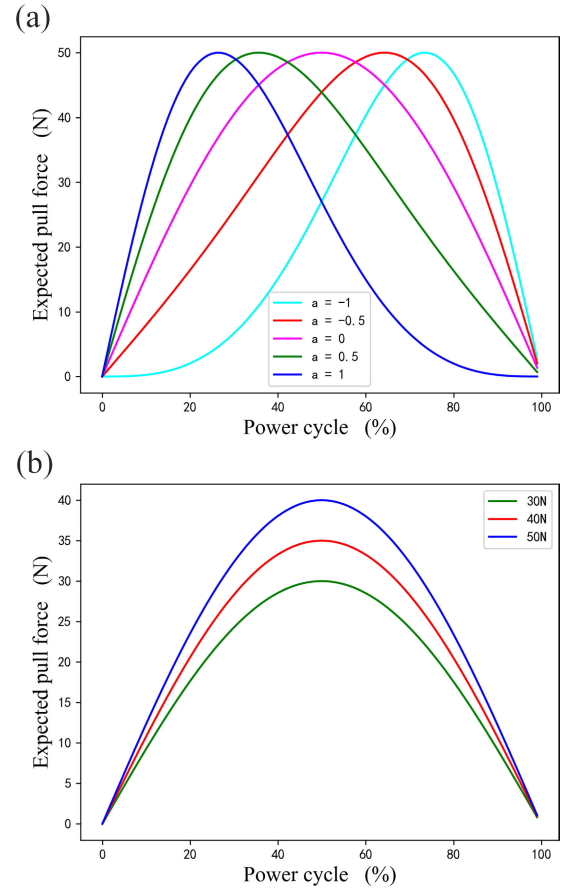 (a)
50
40
30
20
10
0
Expected pull force (N)
a = −1
a = −0.5
a = 0
a = 0.5
a = 1
0 20 40 60 80 100
Power cycle (%)
(b)
40
35
30
25
20
15
10
5
0
Expected pull force (N)
30N
40N
50N
0 20 40 60 80 100
Power cycle (%)